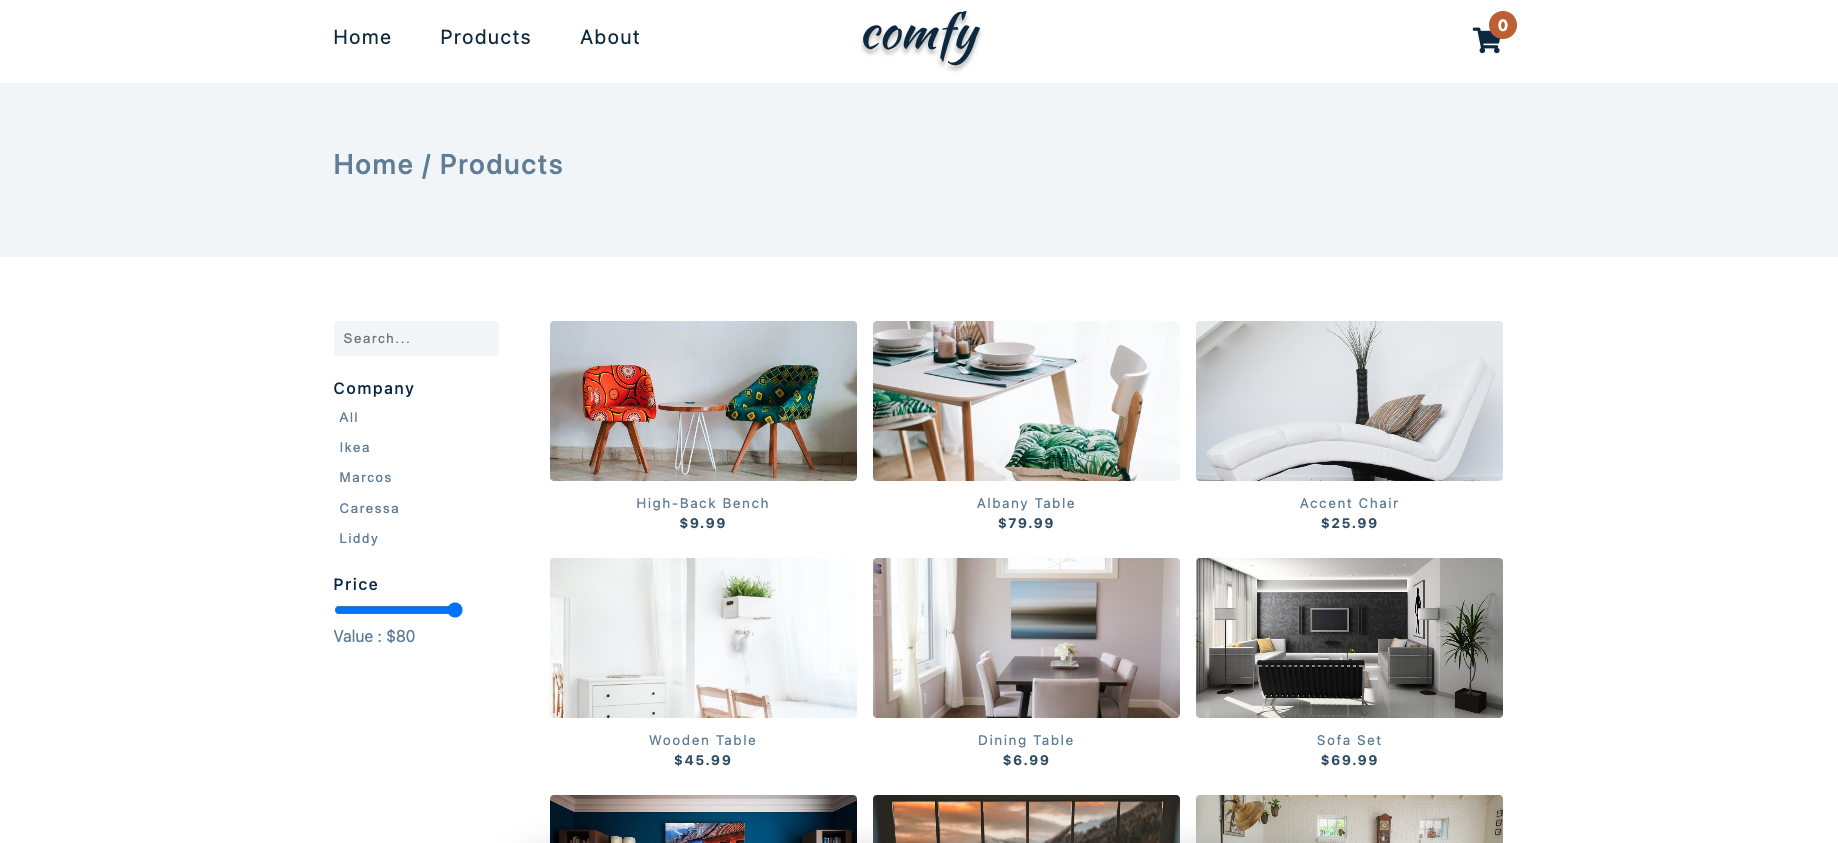 Home Products About comfy 0
Home / Products
Search...
Company
All
Ikea
Marcos
Caressa
Liddy
Price
Value : $80
High-Back Bench
$9.99
Albany Table
$79.99
Accent Chair
$25.99
Wooden Table
$45.99
Dining Table
$6.99
Sofa Set
$69.99